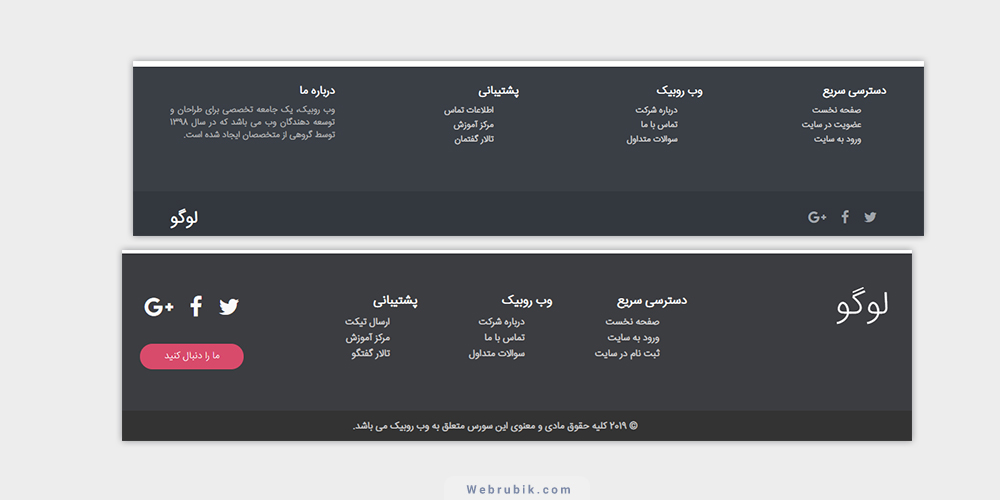 دسترسی سریع
صفحه نخست
عضویت در سایت
ورود به سایت
وب روبیک
درباره شرکت
تماس با ما
سوالات متداول
پشتیبانی
اطلاعات تماس
مرکز آموزش
تالار گفتمان
درباره ما
وب روبیک، یک جامعه تخصصی برای طراحان و
توسعه دهندگان وب می باشد که در سال ۱۳۹۸
توسط گروهی از متخصصان ایجاد شده است.
G+
لوگو
لوگو
دسترسی سریع
صفحه نخست
ورود به سایت
ثبت نام در سایت
وب روبیک
درباره شرکت
تماس با ما
سوالات متداول
پشتیبانی
ارسال تیکت
مرکز آموزش
تالار گفتگو
G+
ما را دنبال کنید
© ۲۰۱۹ کلیه حقوق مادی و معنوی این سورس متعلق به وب روبیک می باشد.
Webrubik.com